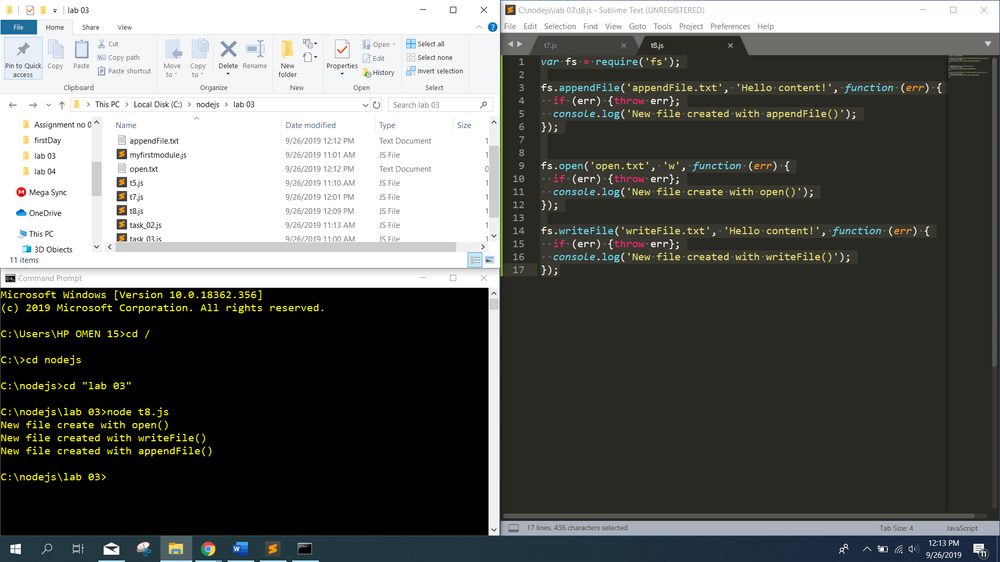 lab 03
File Home Share View
Pin to Quick access
Copy
Paste
Cut
Copy path
Paste shortcut
Clipboard
Move to
Copy to
Delete
Rename
Organize
New folder
New
Properties
Open
Edit
History
Open
Select all
Select none
Invert selection
Select
This PC > Local Disk (C:) > nodejs > lab 03
Search lab 03
Assignment no 0
firstDay
lab 03
lab 04
Mega Sync
OneDrive
This PC
3D Objects
Name Date modified Type Size
appendFile.txt 9/26/2019 12:12 PM Text Document 1
myfirstmodule.js 9/26/2019 11:01 AM JS File 1
open.txt 9/26/2019 12:12 PM Text Document 0
t5.js 9/26/2019 11:10 AM JS File 1
t7.js 9/26/2019 12:01 PM JS File 1
t8.js 9/26/2019 12:09 PM JS File 1
task_02.js 9/26/2019 11:13 AM JS File 1
task_03.js 9/26/2019 11:00 AM JS File 1
11 items
Command Prompt
Microsoft Windows [Version 10.0.18362.356]
(c) 2019 Microsoft Corporation. All rights reserved.
C:\Users\HP OMEN 15>cd /
C:\>cd nodejs
C:\nodejs>cd "lab 03"
C:\nodejs\lab 03>node t8.js
New file create with open()
New file created with writeFile()
New file created with appendFile()
C:\nodejs\lab 03>
C:\nodejs\lab 03\t8.js - Sublime Text (UNREGISTERED)
File Edit Selection Find View Goto Tools Project Preferences Help
t7.js t8.js
1 var fs = require('fs');
2
3 fs.appendFile('appendFile.txt', 'Hello content!', function (err) {
4 if (err) {throw err};
5 console.log('New file created with appendFile()');
6 });
7
8
9 fs.open('open.txt', 'w', function (err) {
10 if (err) {throw err};
11 console.log('New file create with open()');
12 });
13
14 fs.writeFile('writeFile.txt', 'Hello content!', function (err) {
15 if (err) {throw err};
16 console.log('New file created with writeFile()');
17 });
17 lines, 436 characters selected
Tab Size: 4
JavaScript
12:13 PM
9/26/2019
11